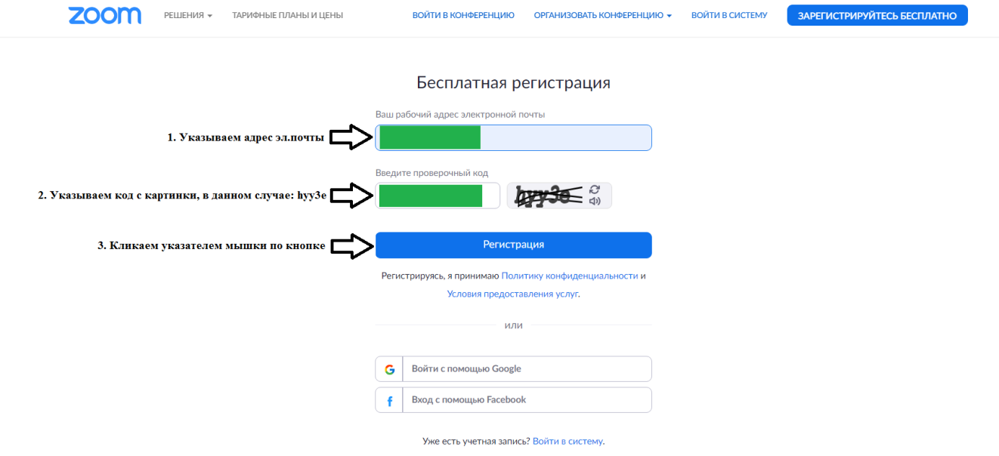 zoom
РЕШЕНИЯ
ТАРИФНЫЕ ПЛАНЫ И ЦЕНЫ
ВОЙТИ В КОНФЕРЕНЦИЮ
ОРГАНИЗОВАТЬ КОНФЕРЕНЦИЮ
ВОЙТИ В СИСТЕМУ
ЗАРЕГИСТРИРУЙТЕСЬ БЕСПЛАТНО
Бесплатная регистрация
Ваш рабочий адрес электронной почты
1. Указываем адрес эл.почты
Введите проверочный код
2. Указываем код с картинки, в данном случае: hyy3e
hyy3e
3. Кликаем указателем мышки по кнопке
Регистрация
Регистрируясь, я принимаю Политику конфиденциальности и
Условия предоставления услуг.
или
Войти с помощью Google
Вход с помощью Facebook
Уже есть учетная запись? Войти в систему.